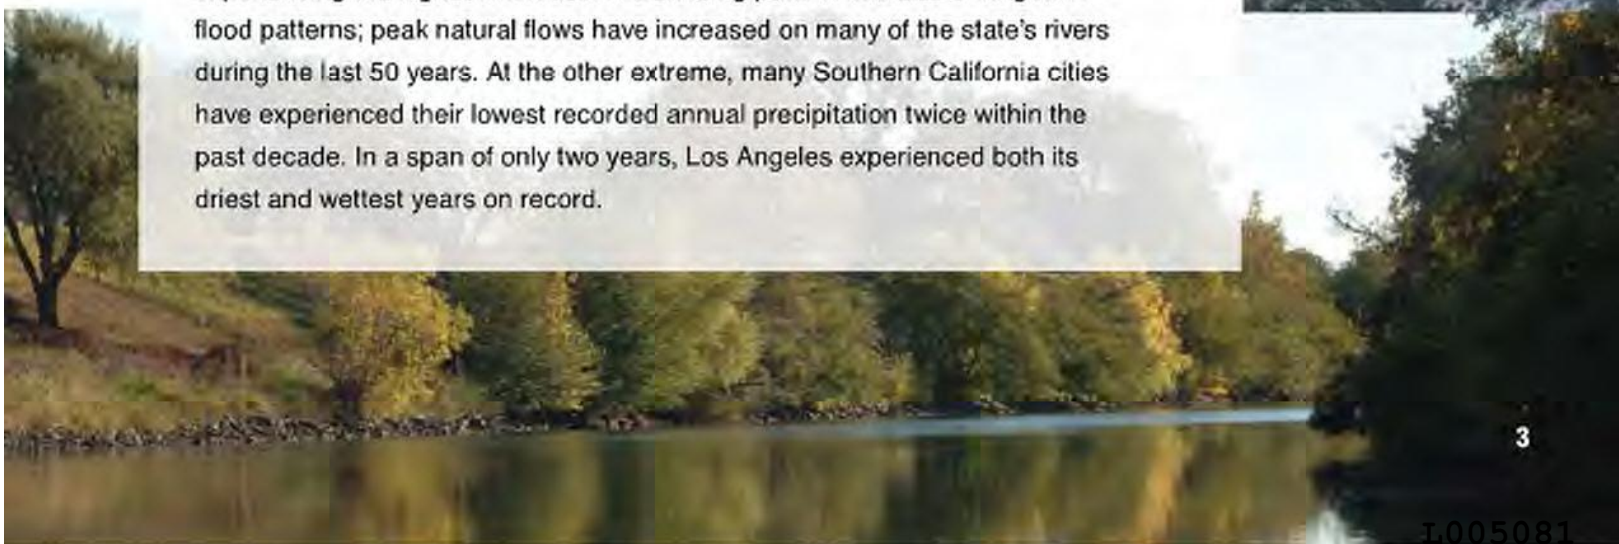 flood patterns; peak natural flows have increased on many of the state's rivers
during the last 50 years. At the other extreme, many Southern California cities
have experienced their lowest recorded annual precipitation twice within the
past decade. In a span of only two years, Los Angeles experienced both its
driest and wettest years on record.
3
L005081